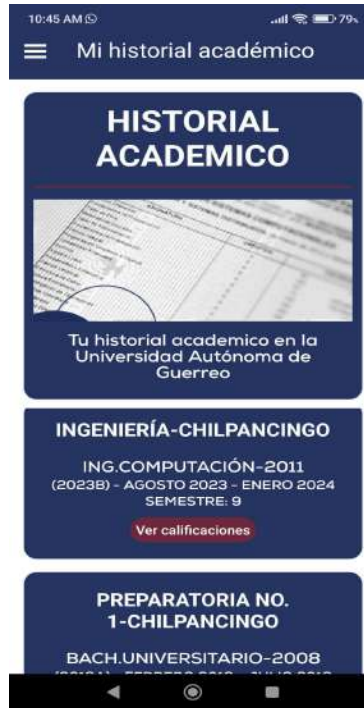 10:45 AM
79%
Mi historial académico
HISTORIAL
ACADEMICO
Tu historial academico en la
Universidad Autónoma de
Guerreo
INGENIERÍA-CHILPANCINGO
ING.COMPUTACIÓN-2011
(2023B) - AGOSTO 2023 - ENERO 2024
SEMESTRE: 9
Ver calificaciones
PREPARATORIA NO.
1-CHILPANCINGO
BACH.UNIVERSITARIO-2008